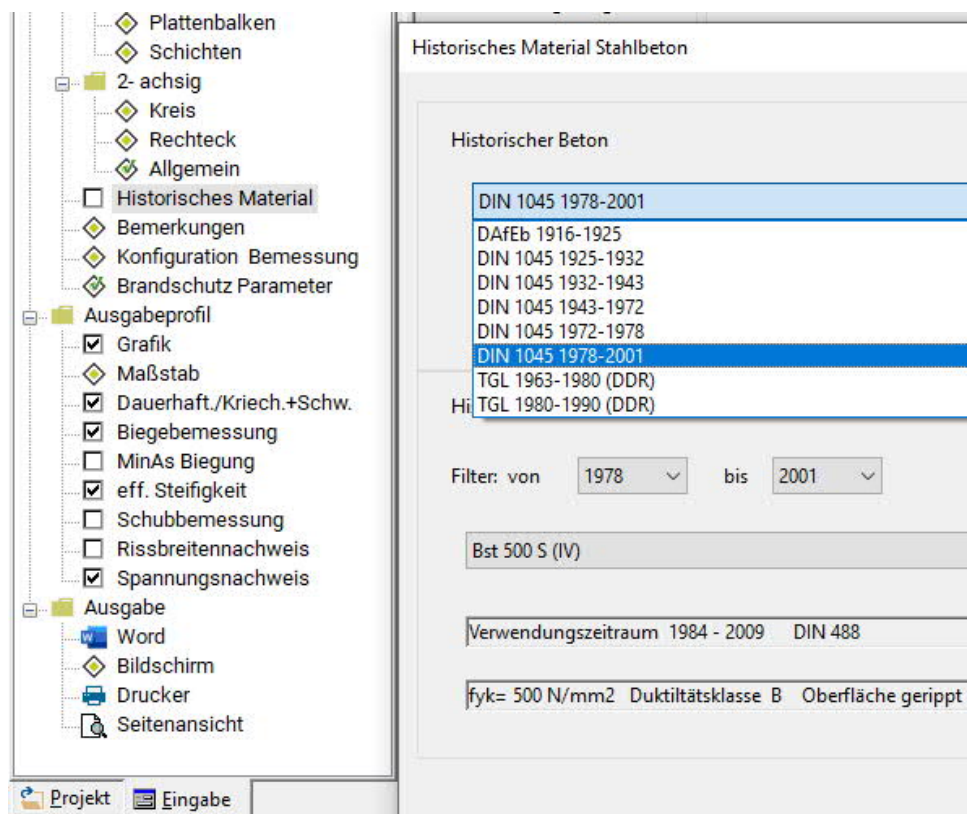 Plattenbalken
Schichten
2- achsig
Kreis
Rechteck
Allgemein
Historisches Material
Bemerkungen
Konfiguration Bemessung
Brandschutz Parameter
Ausgabeprofil
Grafik
Maßstab
Dauerhaft./Kriech.+Schw.
Biegebemessung
MinAs Biegung
eff. Steifigkeit
Schubbemessung
Rissbreitennachweis
Spannungsnachweis
Ausgabe
Word
Bildschirm
Drucker
Seitenansicht
Projekt
Eingabe
Historisches Material Stahlbeton
Historischer Beton
DIN 1045 1978-2001
DAfEb 1916-1925
DIN 1045 1925-1932
DIN 1045 1932-1943
DIN 1045 1943-1972
DIN 1045 1972-1978
DIN 1045 1978-2001
TGL 1963-1980 (DDR)
TGL 1980-1990 (DDR)
Filter: von 1978 bis 2001
Bst 500 S (IV)
Verwendungszeitraum 1984 - 2009 DIN 488
fyk= 500 N/mm2 Duktiltätsklasse B Oberfläche gerippt